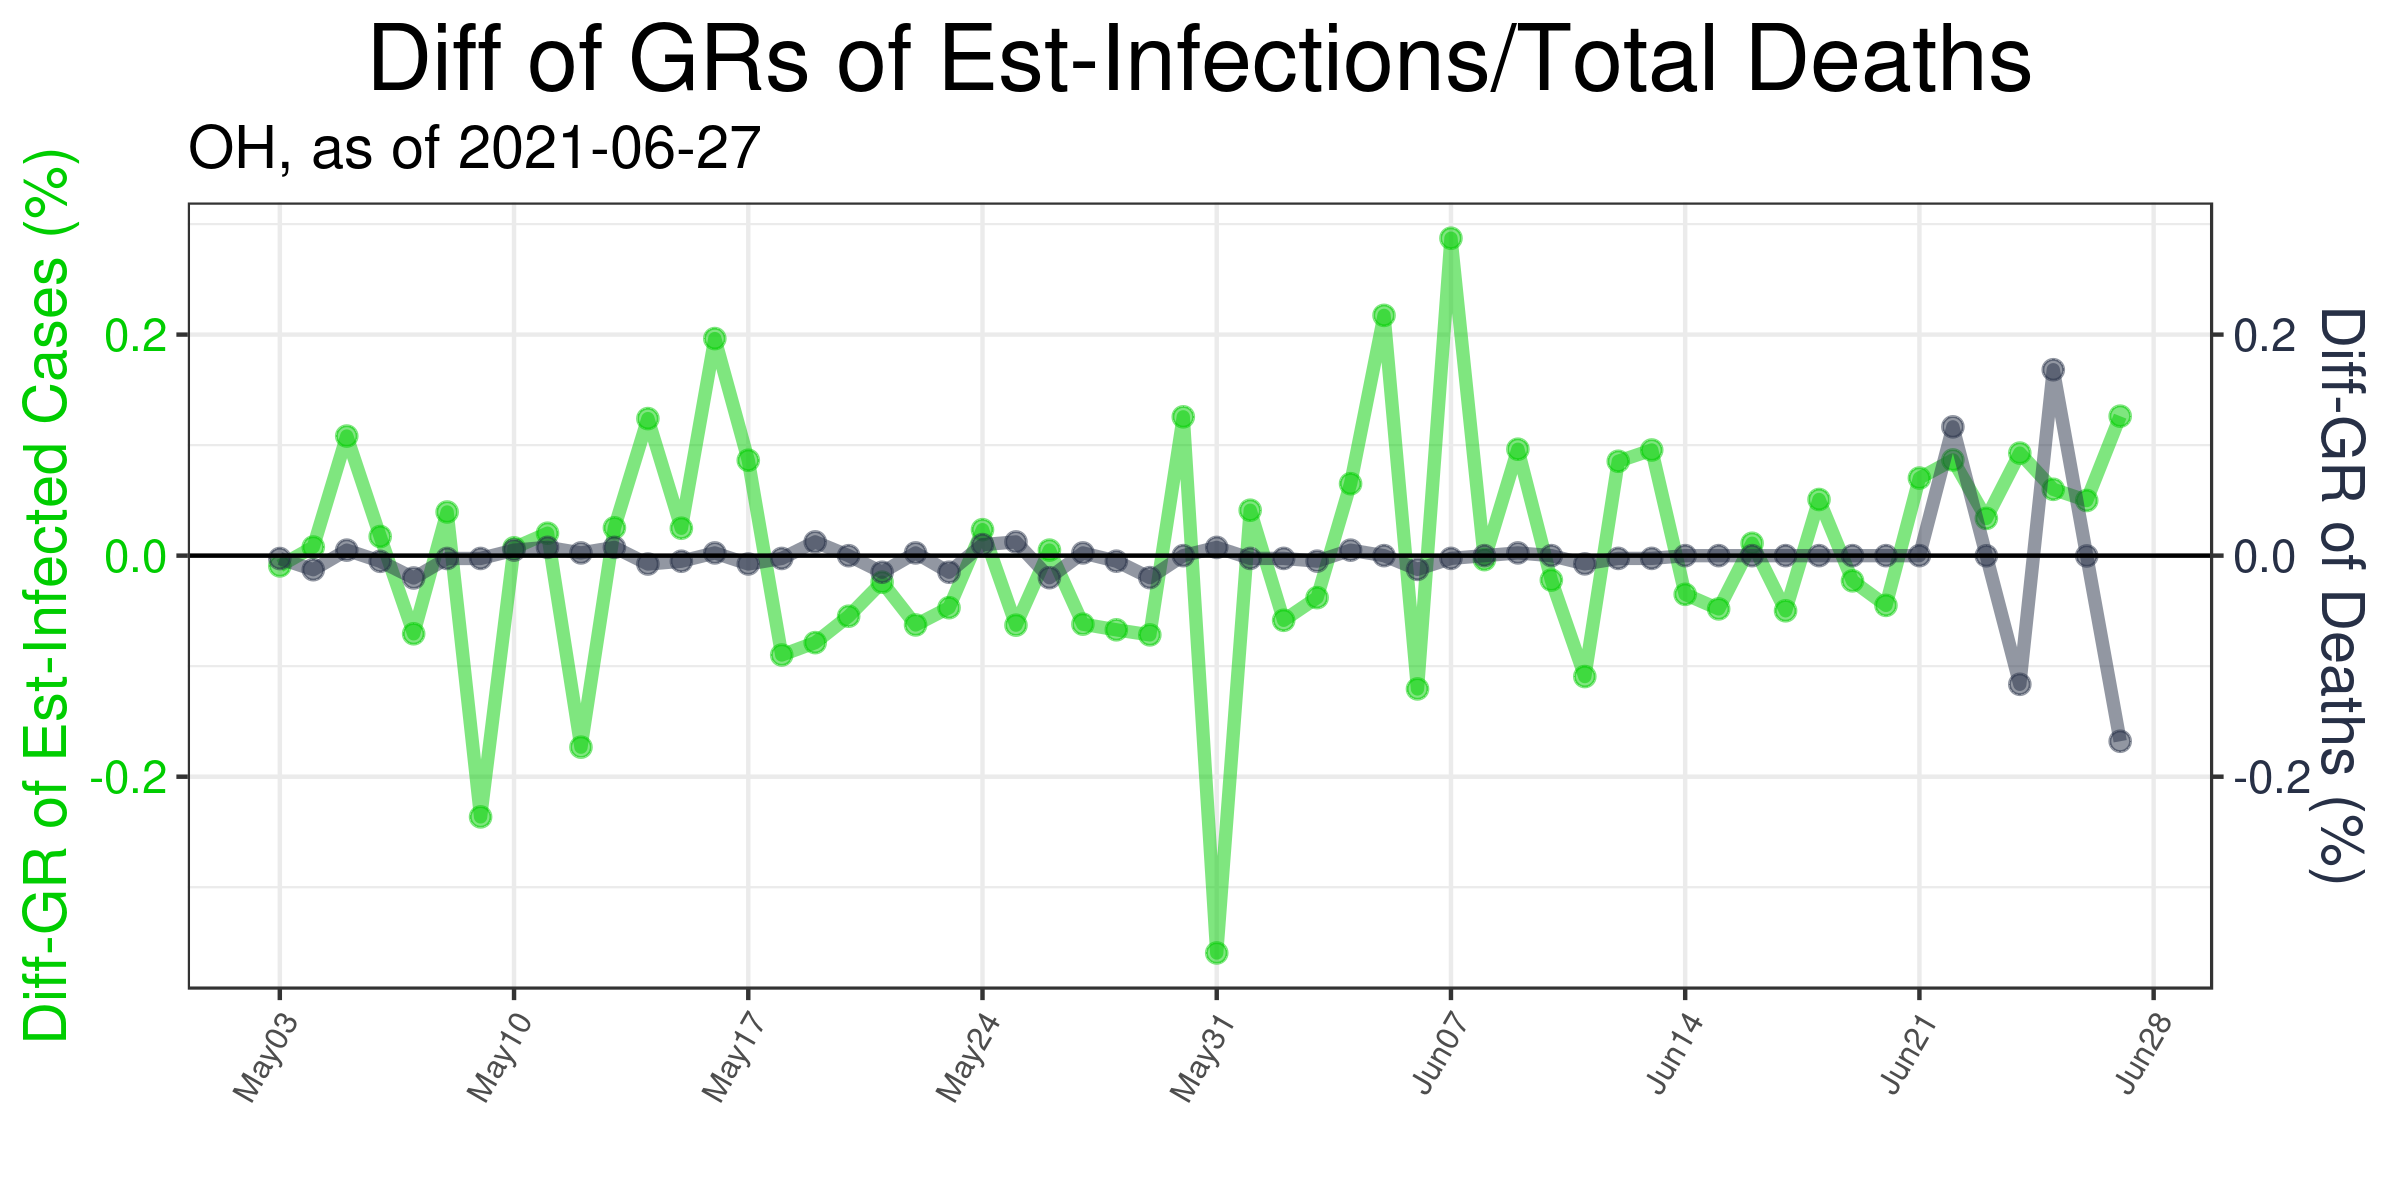 Diff of GRs of Est-Infections/Total Deaths
OH, as of 2021-06-27
Diff-GR of Est-Infected Cases (%)
0.2
0.0
-0.2
0.2
0.0
-0.2
Diff-GR of Deaths (%)
May03
May10
May17
May24
May31
Jun07
Jun14
Jun21
Jun28